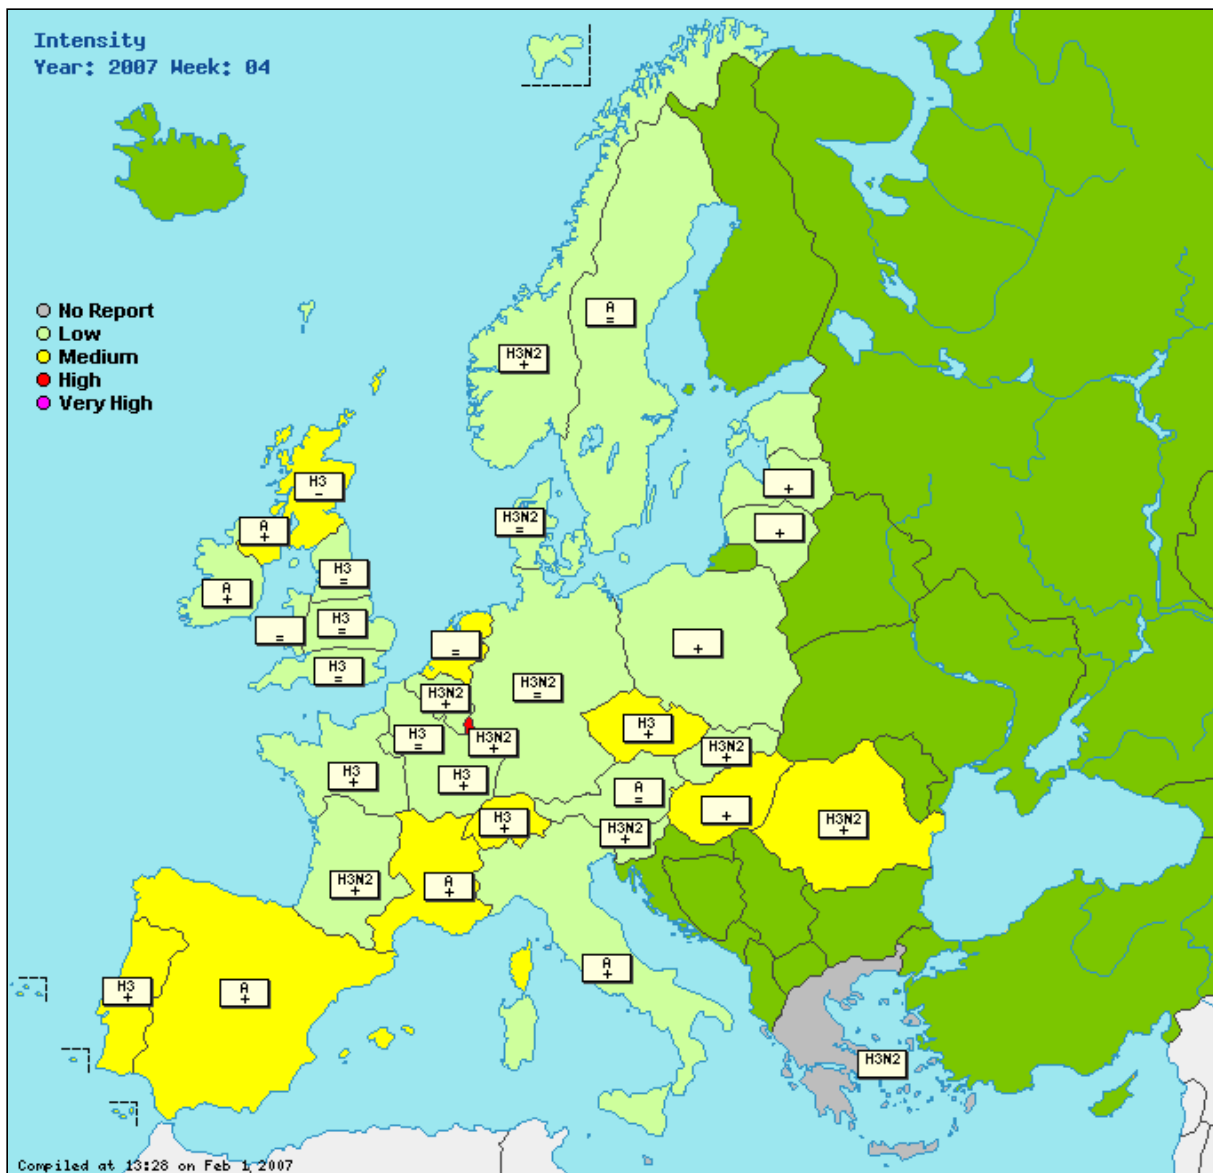 Intensity
Year: 2007 Week: 04
No Report
Low
Medium
High
Very High
A
=
H3N2
+
H3
-
+
A
+
H3N2
=
+
H3
=
A
+
H3
=
=
=
+
H3
=
H3N2
=
H3N2
+
H3
+
H3
=
H3N2
+
H3N2
+
H3
+
H3
+
A
=
+
H3
+
H3N2
+
H3N2
+
H3N2
+
A
+
A
+
H3
+
A
+
H3N2
Compiled at 13:28 on Feb 1 2007